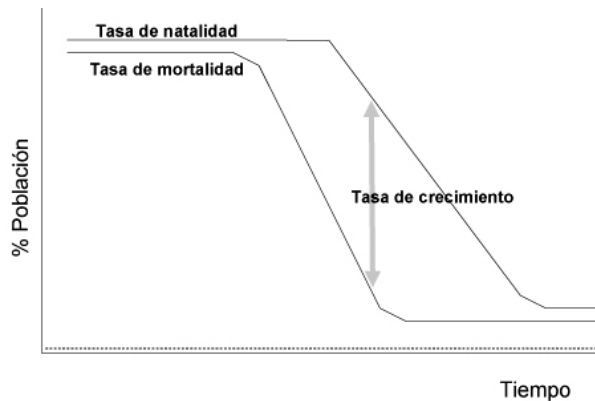 Tasa de natalidad
Tasa de mortalidad
% Población
Tasa de crecimiento
Tiempo